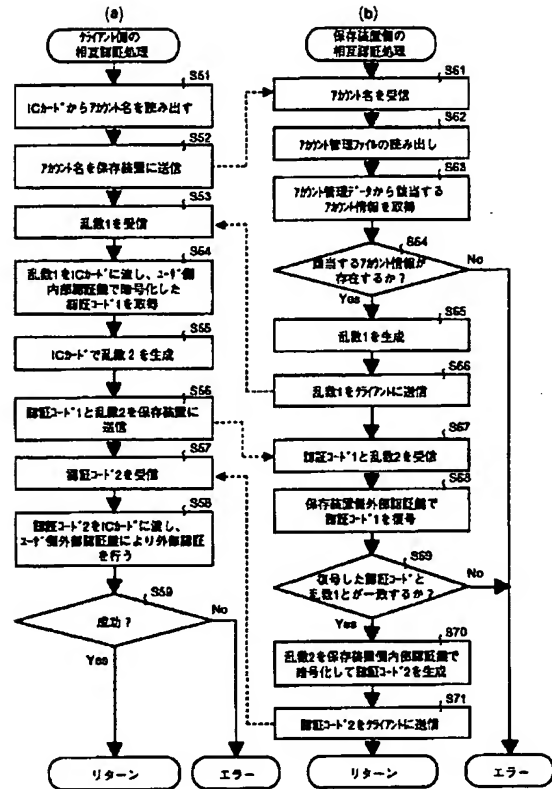 (a)
クライアント側の
相互認証処理
S51
ICカードからアカウント名を読み出す
S52
アカウント名を保存装置に送信
S53
乱数1を受信
S54
乱数1をICカードに渡し、ユーザ側
内部認証鍵で暗号化した
認証コード1を取得
S55
ICカードで乱数2を生成
S56
認証コード1と乱数2を保存装置に
送信
S57
認証コード2を受信
S58
認証コード2をICカードに渡し、
ユーザ側外部認証鍵により外部認証
を行う
S59
成功?
No
Yes
リターン
エラー
(b)
保存装置側の
相互認証処理
S61
アカウント名を受信
S62
アカウント管理ファイルの読み出し
S63
アカウント管理データから該当する
アカウント情報を取得
S64
該当するアカウント情報が
存在するか?
No
Yes
S65
乱数1を生成
S66
乱数1をクライアントに送信
S67
認証コード1と乱数2を受信
S68
保存装置側外部認証鍵で
認証コード1を復号
S69
復号した認証コードと
乱数1とが一致するか?
No
Yes
S70
乱数2を保存装置側内部認証鍵で
暗号化して認証コード2を生成
S71
認証コード2をクライアントに送信
リターン
エラー